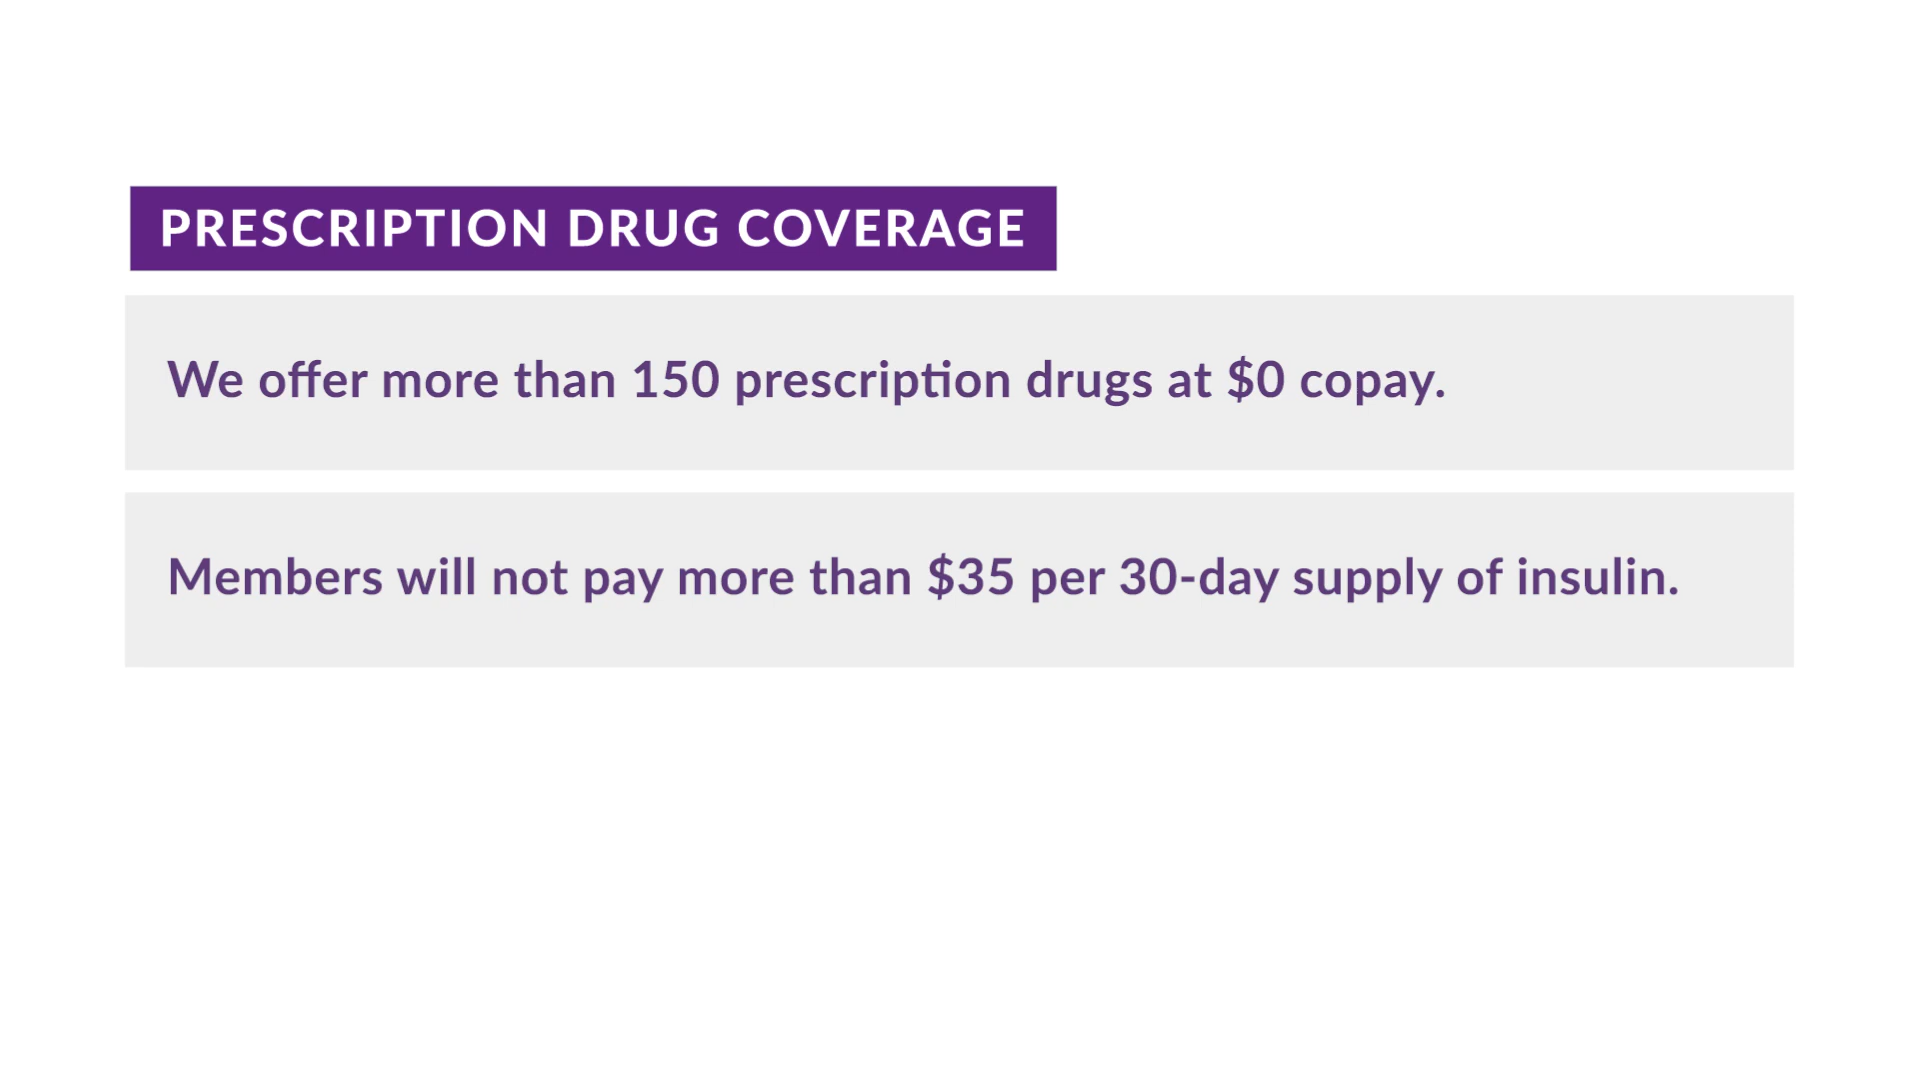 PRESCRIPTION DRUG COVERAGE
We offer more than 150 prescription drugs at $0 copay.
Members will not pay more than $35 per 30-day supply of insulin.